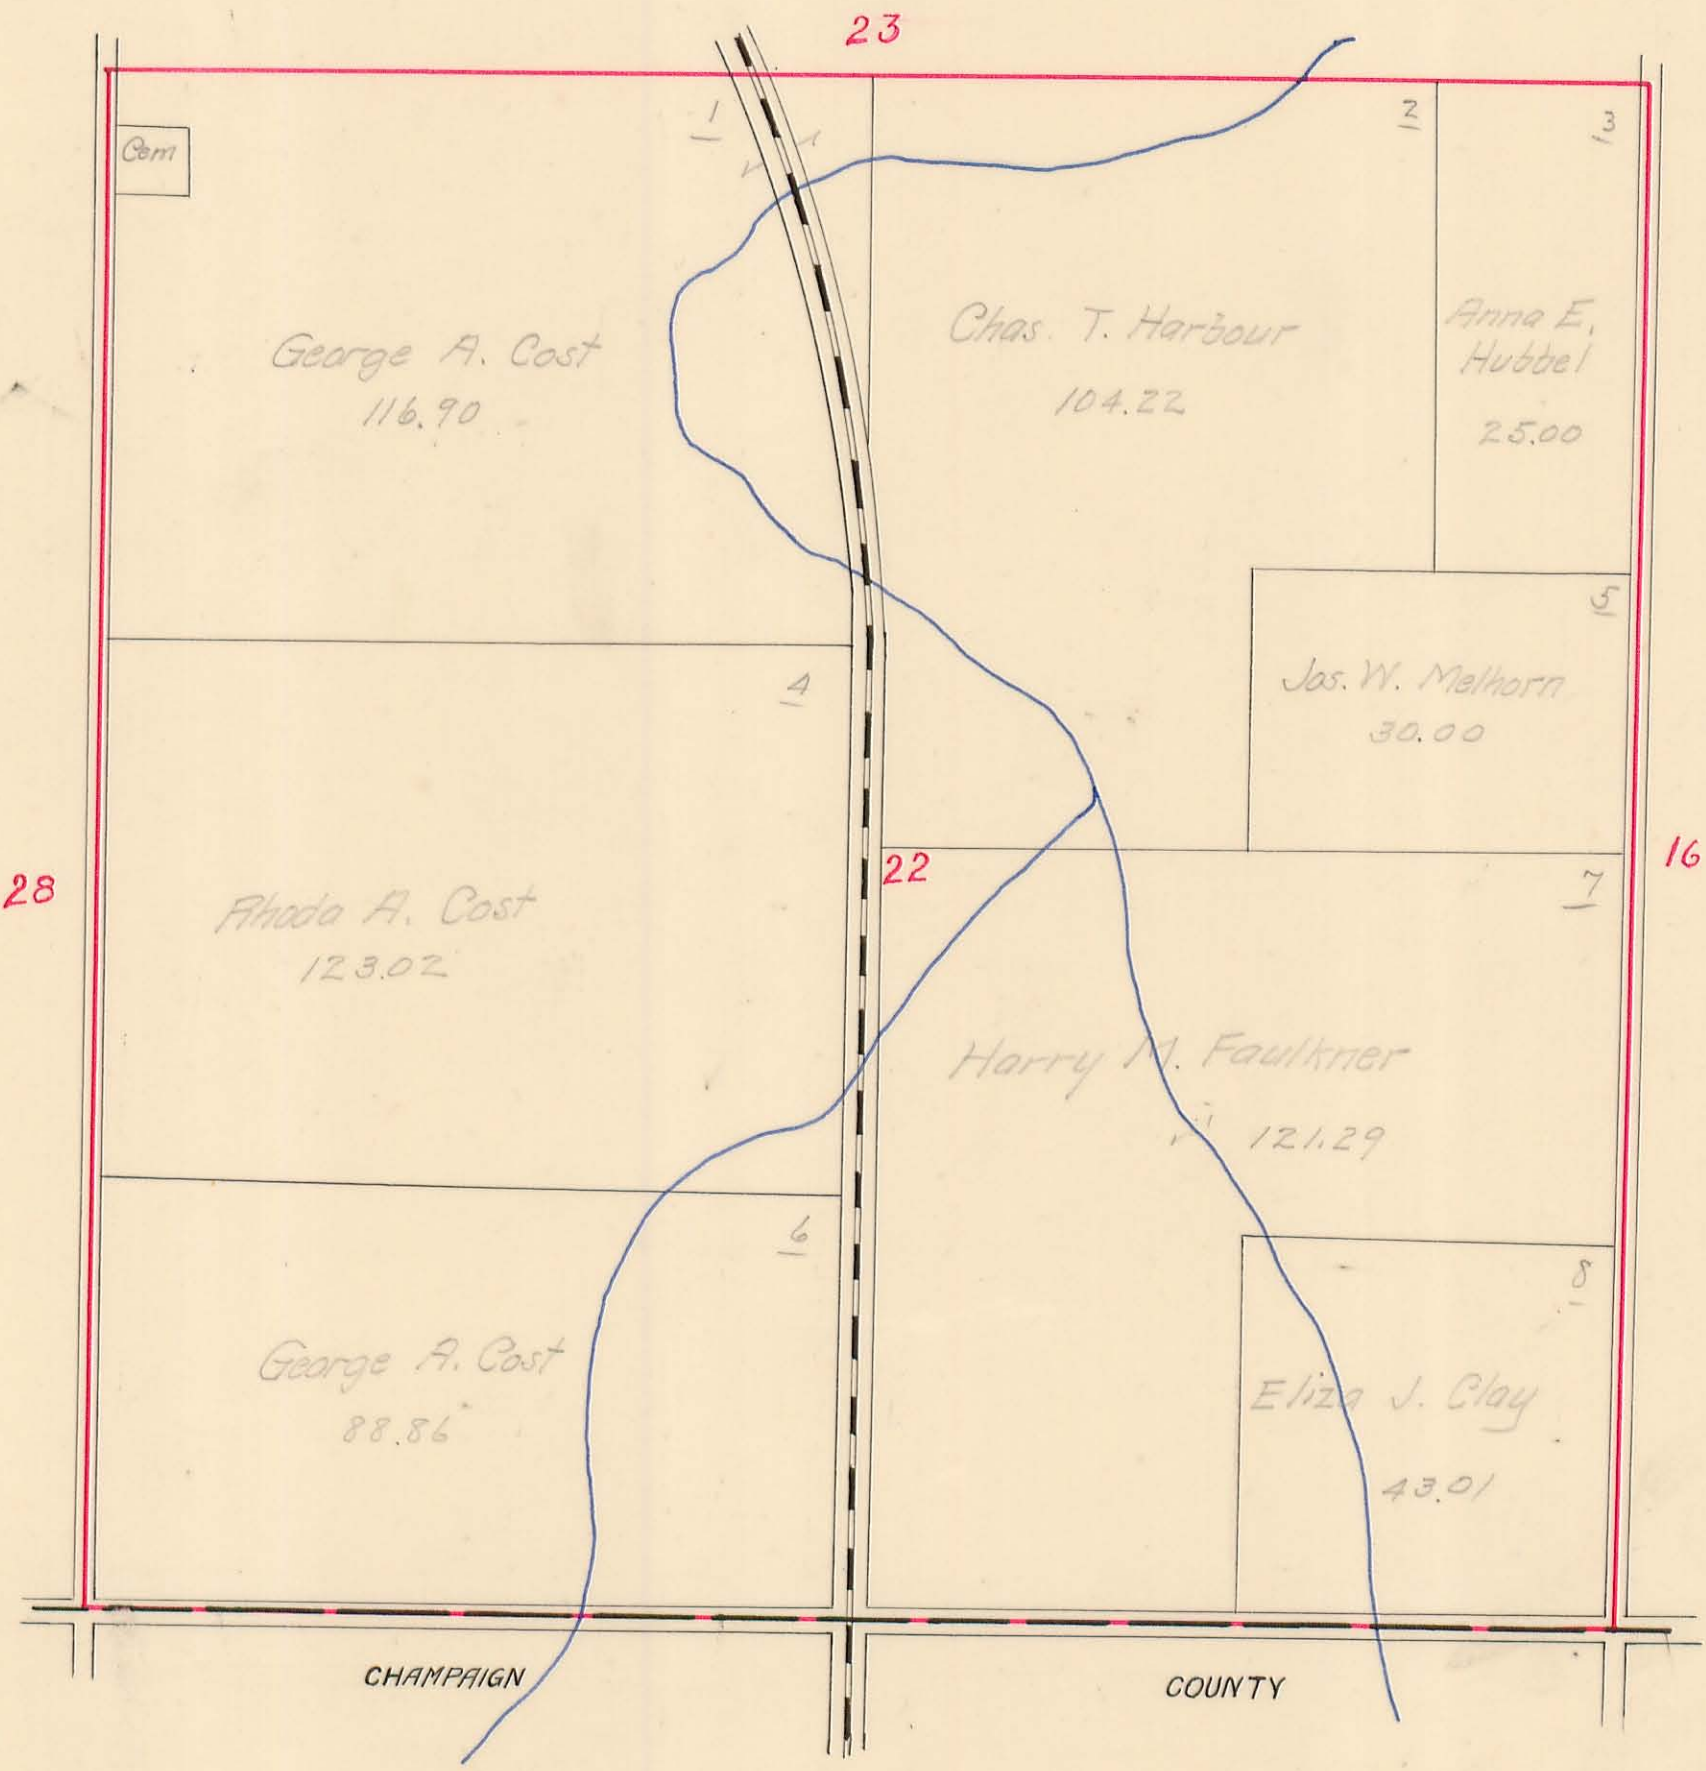 23
1
2
3
Cem
George A. Cost
116.90
Chas. T. Harbour
104.22
Anna E.
Hubbel
25.00
5
Jos. W. Melhorn
30.00
4
28
22
16
7
Rhoda A. Cost
123.02
Harry M. Faulkner
121.29
6
8
George A. Cost
88.86
Eliza J. Clay
43.01
CHAMPAIGN
COUNTY